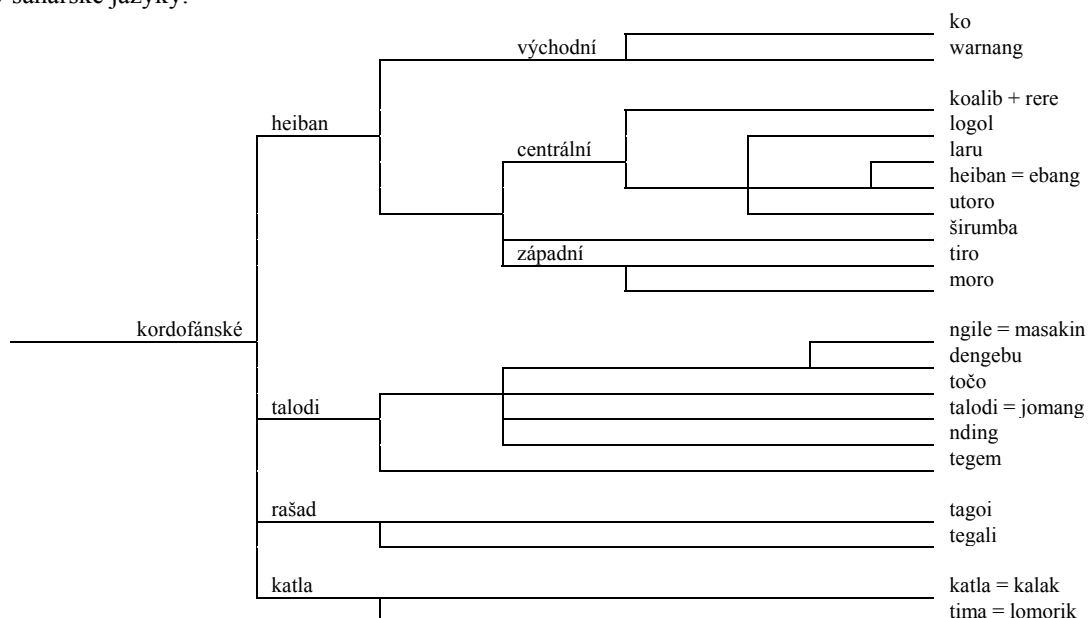 ko
východní warnang
koalib + rere
heiban logol
centrální laru
heiban = ebang
utoro
širumba
západní tiro
moro
kordofánské ngile = masakin
dengebu
točo
talodi talodi = jomang
nding
tegem
rašad tagoi
tegali
katla katla = kalak
tima = lomorik